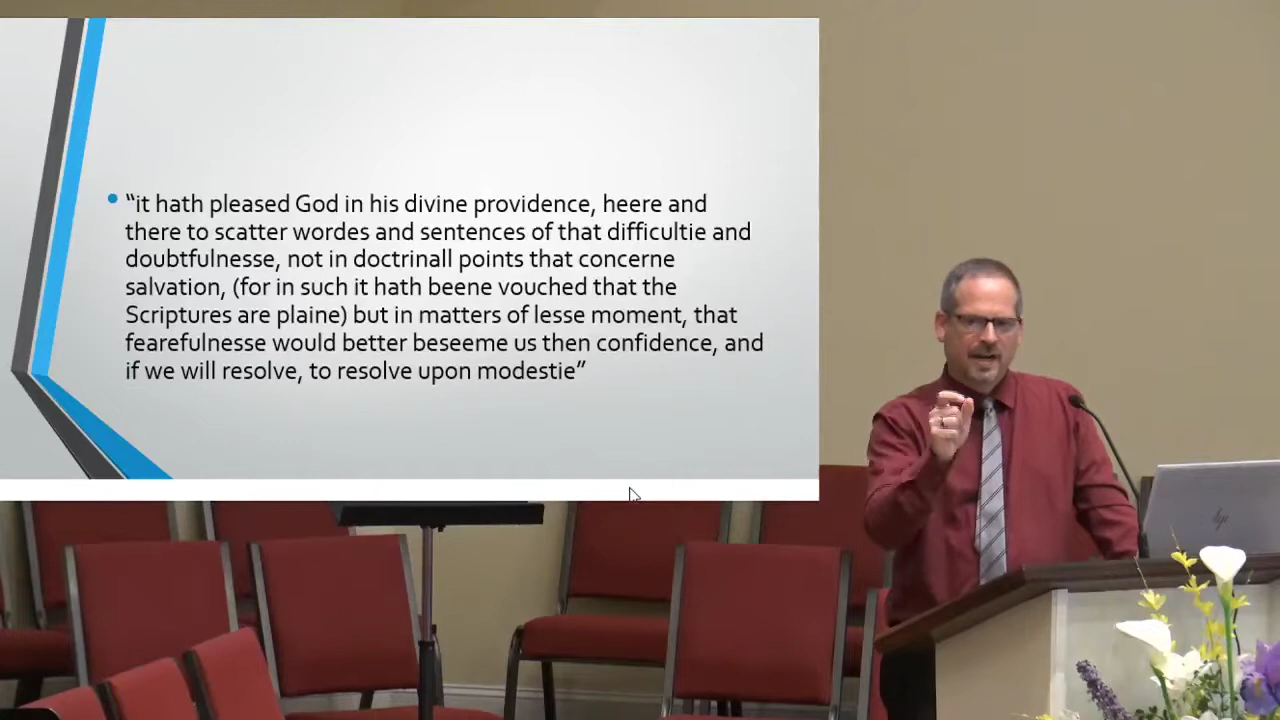 “it hath pleased God in his divine providence, heere and
there to scatter wordes and sentences of that difficultie and
doubtfulnesse, not in doctrinall points that concerne
salvation, (for in such it hath beene vouched that the
Scriptures are plaine) but in matters of lesse moment, that
fearefulnesse would better beseeme us then confidence, and
if we will resolve, to resolve upon modestie”
hp